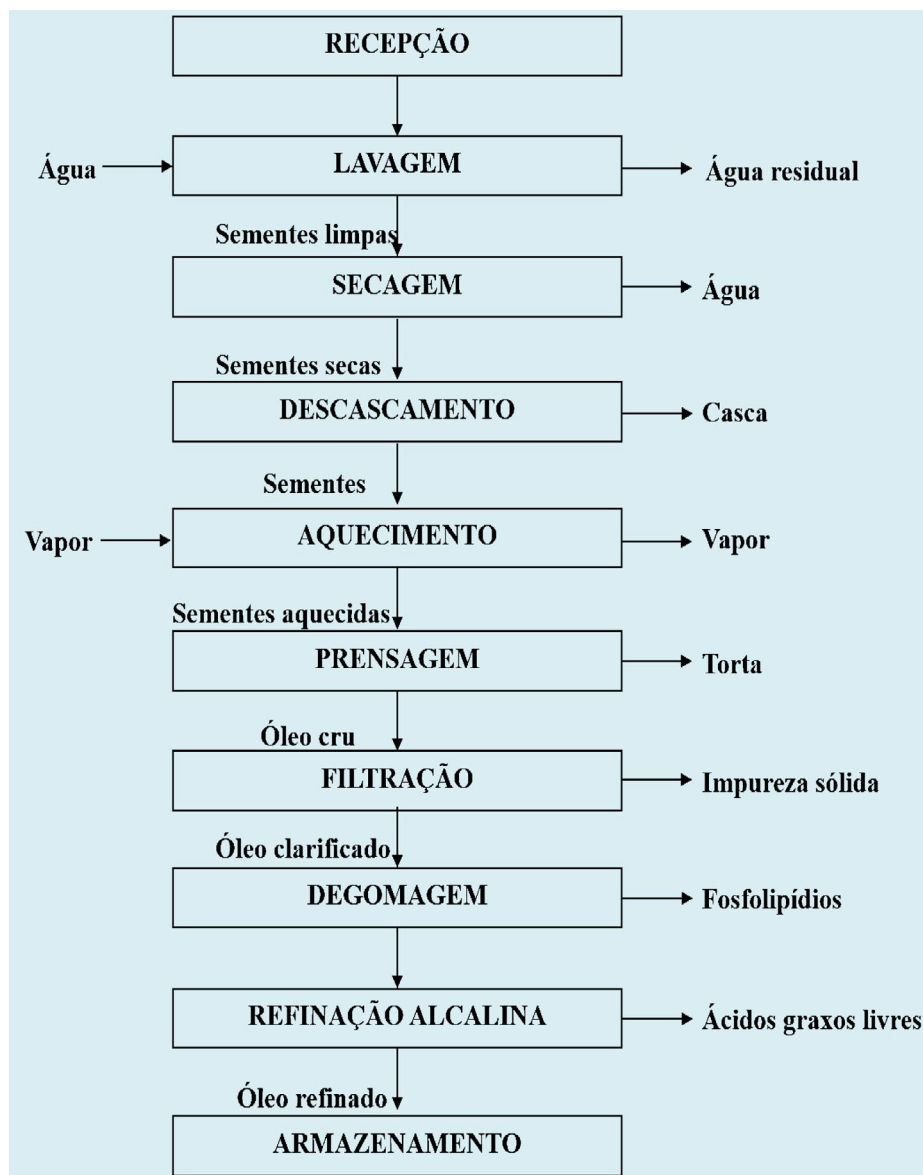 RECEPÇÃO
Água
LAVAGEM
Água residual
Sementes limpas
SECAGEM
Água
Sementes secas
DESCASCAMENTO
Casca
Sementes
Vapor
AQUECIMENTO
Vapor
Sementes aquecidas
PRENSAGEM
Torta
Óleo cru
FILTRAÇÃO
Impureza sólida
Óleo clarificado
DEGOMAGEM
Fosfolipídios
REFINAÇÃO ALCALINA
Ácidos graxos livres
Óleo refinado
ARMAZENAMENTO